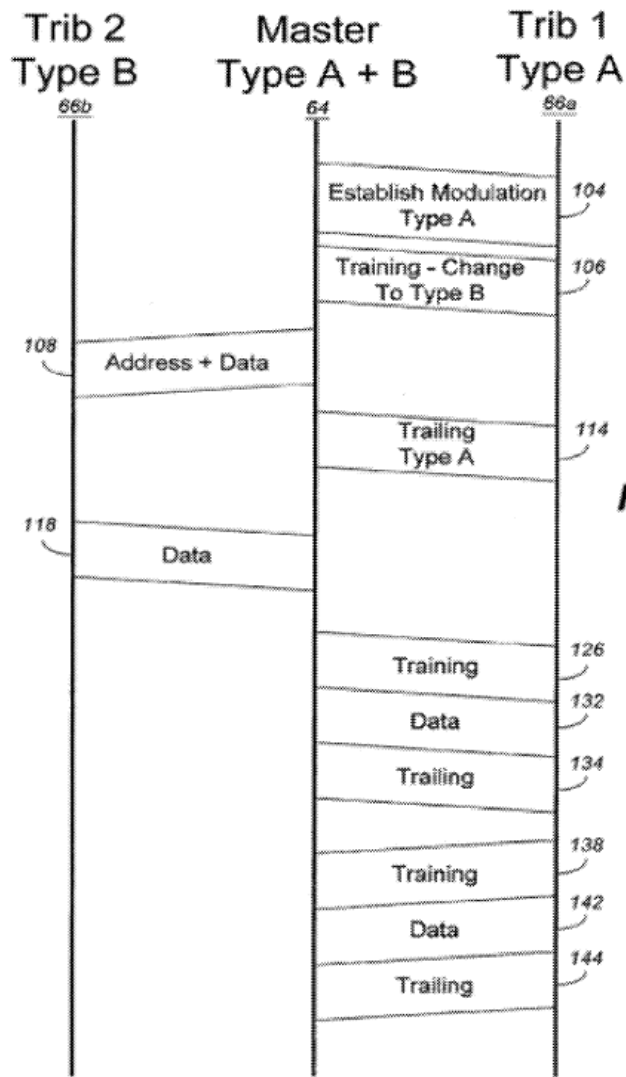 Trib 2
Type B
66b
Master
Type A + B
64
Trib 1
Type A
66a
Establish Modulation
Type A
104
Training - Change
To Type B
106
108
Address + Data
Trailing
Type A
114
118
Data
Training
126
Data
132
Trailing
134
Training
138
Data
142
Trailing
144